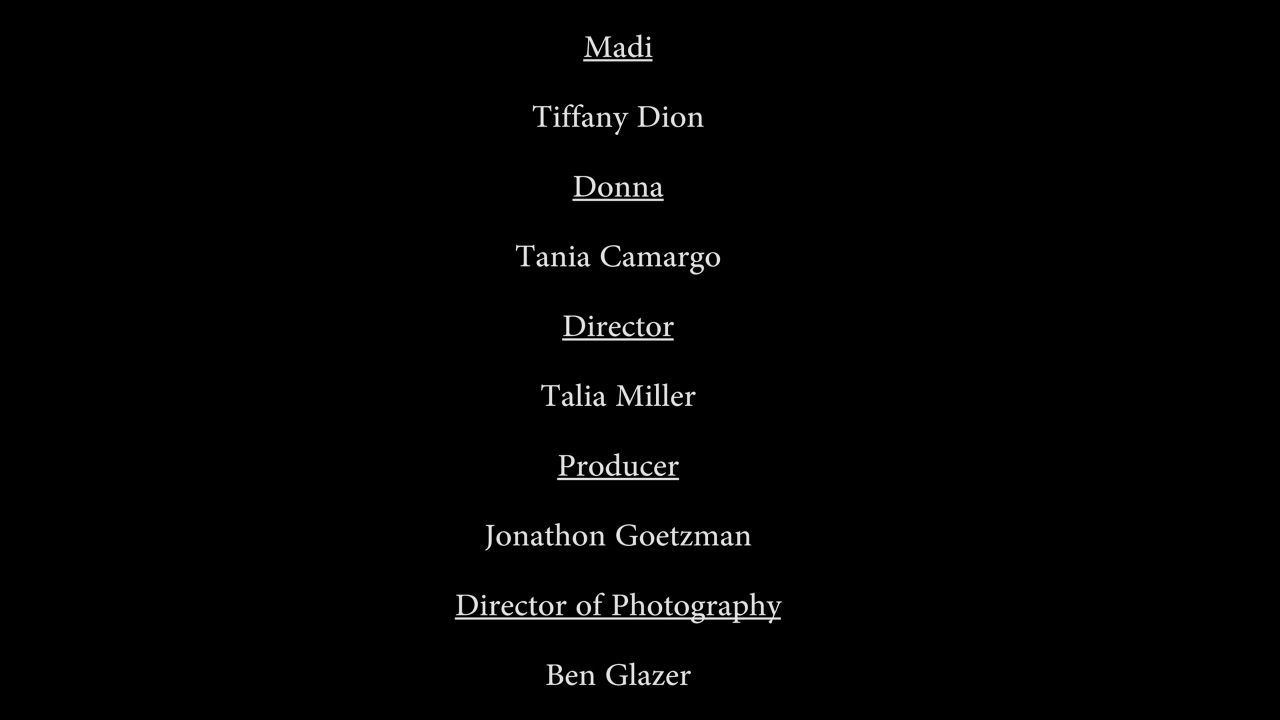 Madi
Tiffany Dion
Donna
Tania Camargo
Director
Talia Miller
Producer
Jonathon Goetzman
Director of Photography
Ben Glazer